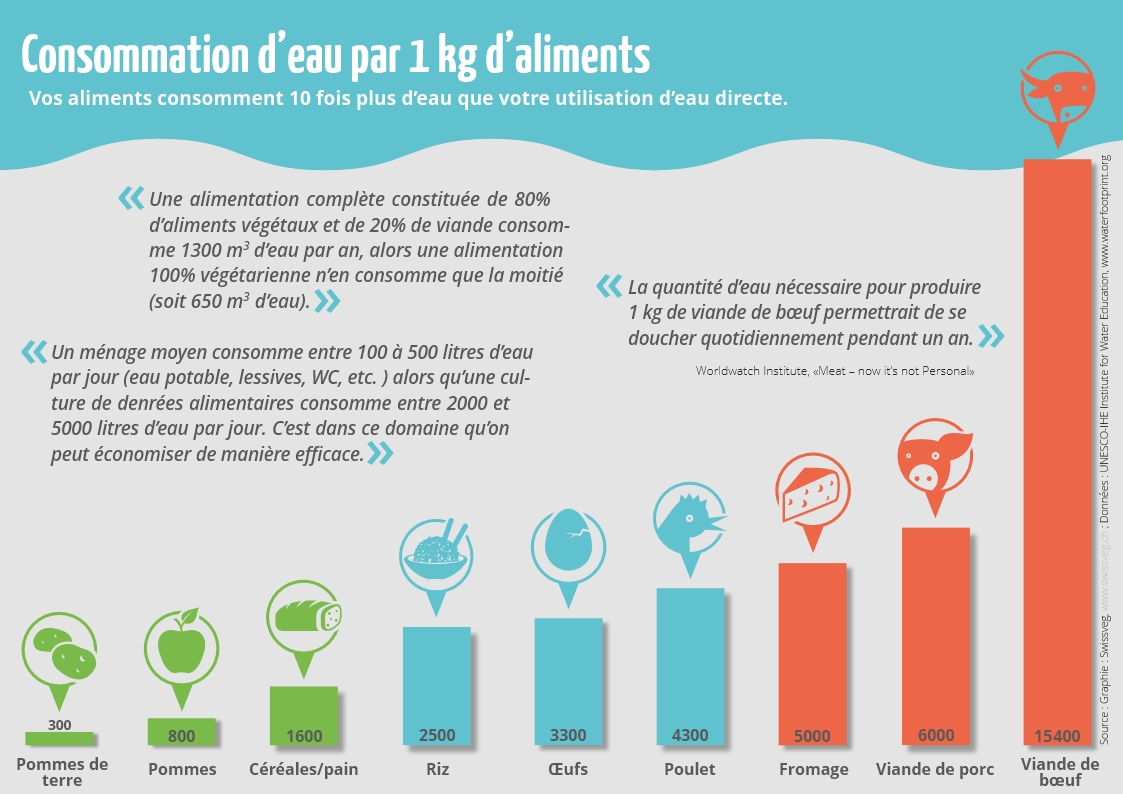 Consommation d’eau par 1 kg d’aliments
Vos aliments consomment 10 fois plus d’eau que votre utilisation d’eau directe.
« Une alimentation complète constituée de 80%
d’aliments végétaux et de 20% de viande consom-
me 1300 m³ d’eau par an, alors une alimentation
100% végétarienne n’en consomme que la moitié
(soit 650 m³ d’eau). »
« La quantité d’eau nécessaire pour produire
1 kg de viande de bœuf permettrait de se
doucher quotidiennement pendant un an. »
Worldwatch Institute, «Meat – now it’s not Personal»
« Un ménage moyen consomme entre 100 à 500 litres d’eau
par jour (eau potable, lessives, WC, etc. ) alors qu’une cul-
ture de denrées alimentaires consomme entre 2000 et
5000 litres d’eau par jour. C’est dans ce domaine qu’on
peut économiser de manière efficace. »
300
800
1600
2500
3300
4300
5000
6000
15400
Pommes de
terre
Pommes
Céréales/pain
Riz
Œufs
Poulet
Fromage
Viande de porc
Viande de
bœuf
Source : Graphie : Swissveg, www.swissveg.ch ; Données : UNESCO-IHE Institute for Water Education, www.waterfootprint.org